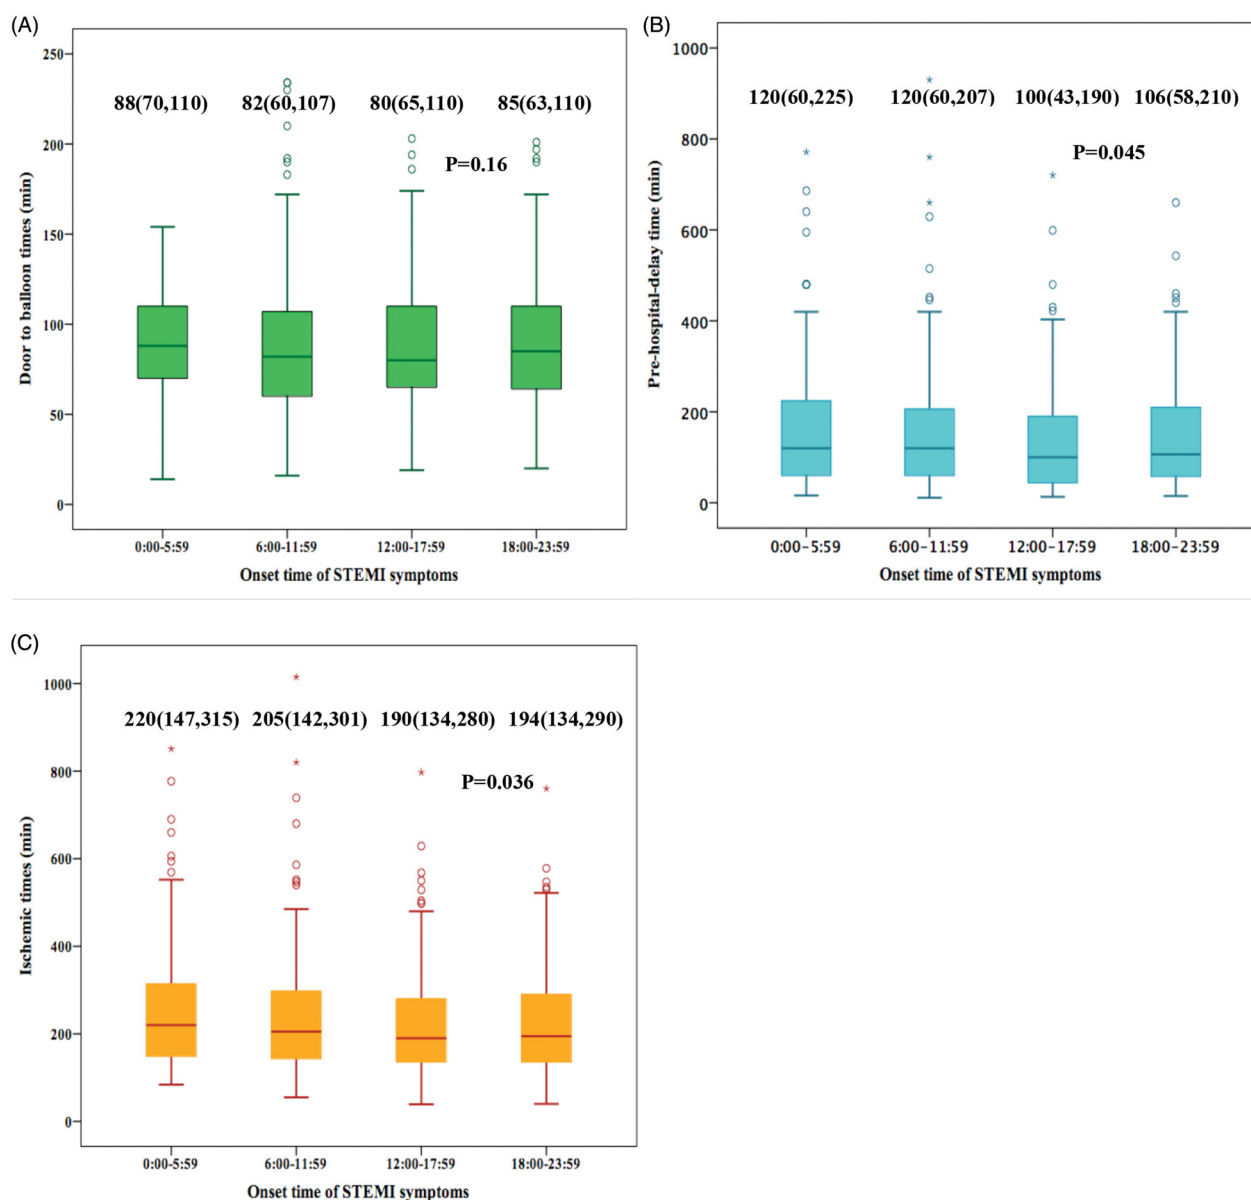 (A)
250
200
150
100
50
0
Door to balloon times (min)
88(70,110) 82(60,107) 80(65,110) 85(63,110)
P=0.16
0:00-5:59 6:00-11:59 12:00-17:59 18:00-23:59
Onset time of STEMI symptoms
(B)
1000
800
600
400
200
0
Pre-hospital-delay time (min)
120(60,225) 120(60,207) 100(43,190) 106(58,210)
P=0.045
0:00-5:59 6:00-11:59 12:00-17:59 18:00-23:59
Onset time of STEMI symptoms
(C)
1000
800
600
400
200
0
Ischemic times (min)
220(147,315) 205(142,301) 190(134,280) 194(134,290)
P=0.036
0:00-5:59 6:00-11:59 12:00-17:59 18:00-23:59
Onset time of STEMI symptoms